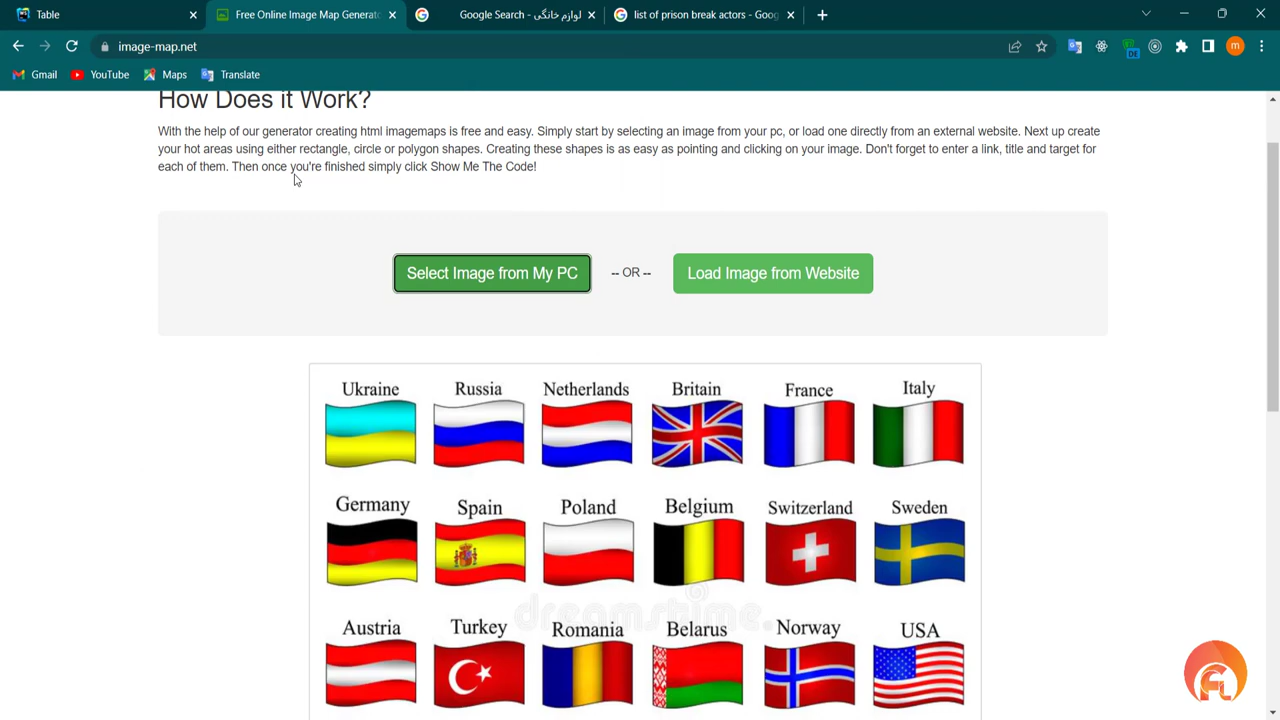 Table
Free Online Image Map Generato
Google Search - لوازم خانگی
list of prison break actors - Goog
image-map.net
DE
m
Gmail
YouTube
Maps
Translate
How Does it Work?
With the help of our generator creating html imagemaps is free and easy. Simply start by selecting an image from your pc, or load one directly from an external website. Next up create
your hot areas using either rectangle, circle or polygon shapes. Creating these shapes is as easy as pointing and clicking on your image. Don't forget to enter a link, title and target for
each of them. Then once you're finished simply click Show Me The Code!
Select Image from My PC
-- OR --
Load Image from Website
Ukraine Russia Netherlands Britain France Italy
Germany Spain Poland Belgium Switzerland Sweden
dreamstime.
Austria Turkey Romania Belarus Norway USA